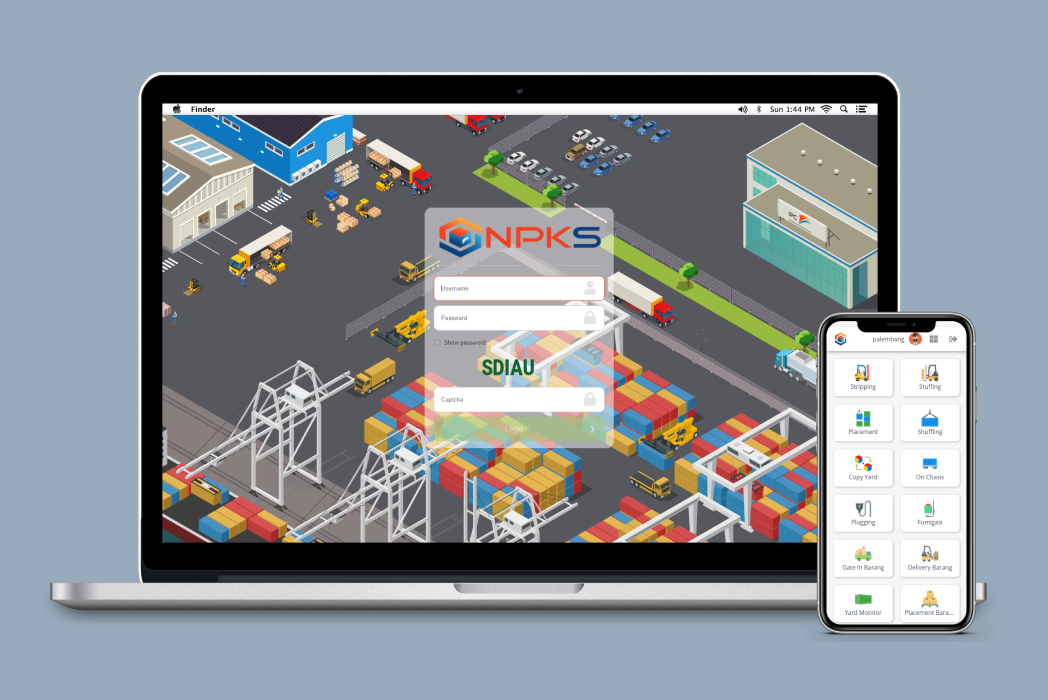 Finder
Sun 1:44 PM
IPC
NPKS
Username
Password
Show password
SDIAU
Captcha
Login
palembang
Stripping
Stuffing
Placement
Shuffling
Copy Yard
On Chasis
Plugging
Fumigasi
Gate In Barang
Delivery Barang
Yard Monitor
Placement Bara...